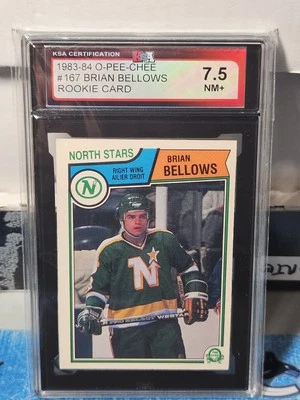 KSA CERTIFICATION
KSA
1983-84 O-PEE-CHEE
#167 BRIAN BELLOWS
ROOKIE CARD
7.5
NM+
NORTH STARS
RIGHT WING
AILIER DROIT
BRIAN
BELLOWS
N
N